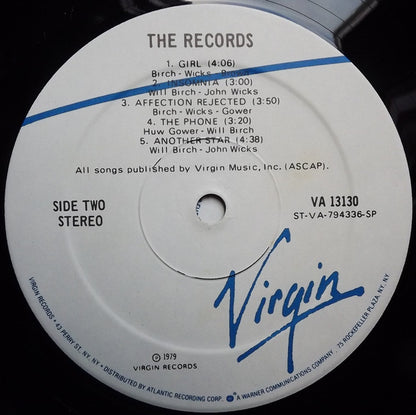 THE RECORDS
1. GIRL (4:06)
Birch - Wicks - Brown
2. INSOMNIA (3:00)
Will Birch - John Wicks
3. AFFECTION REJECTED (3:50)
Birch - Wicks - Gower
4. THE PHONE (3:20)
Huw Gower - Will Birch
5. ANOTHER STAR (4:38)
Will Birch - John Wicks
All songs published by Virgin Music, Inc. (ASCAP).
SIDE TWO
STEREO
VA 13130
ST-VA-794336-SP
Virgin
℗ 1979
VIRGIN RECORDS
VIRGIN RECORDS • 43 PERRY ST. NY. NY • DISTRIBUTED BY ATLANTIC RECORDING CORP. A WARNER COMMUNICATIONS COMPANY. 75 ROCKEFELLER PLAZA, NY. NY.